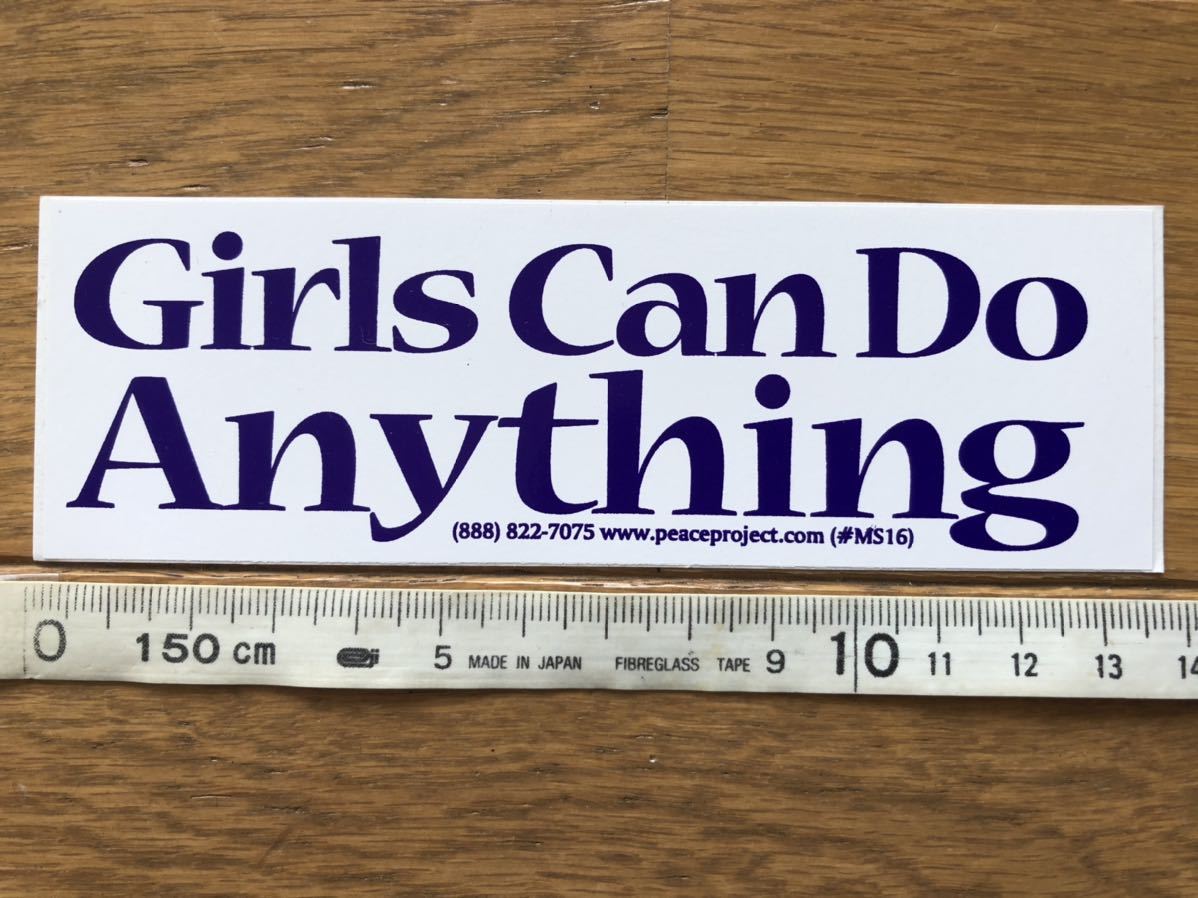 Girls Can Do
Anything
(888) 822-7075 www.peaceproject.com (#MS16)
0 150 cm 5 MADE IN JAPAN FIBREGLASS TAPE 9 10 11 12 13 14